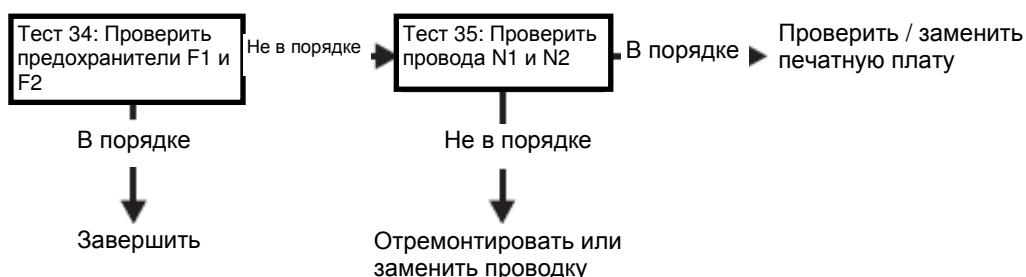 Тест 34: Проверить
предохранители F1 и
F2
Не в порядке
Тест 35: Проверить
провода N1 и N2
В порядке
Проверить / заменить
печатную плату
В порядке
Не в порядке
Завершить
Отремонтировать или
заменить проводку